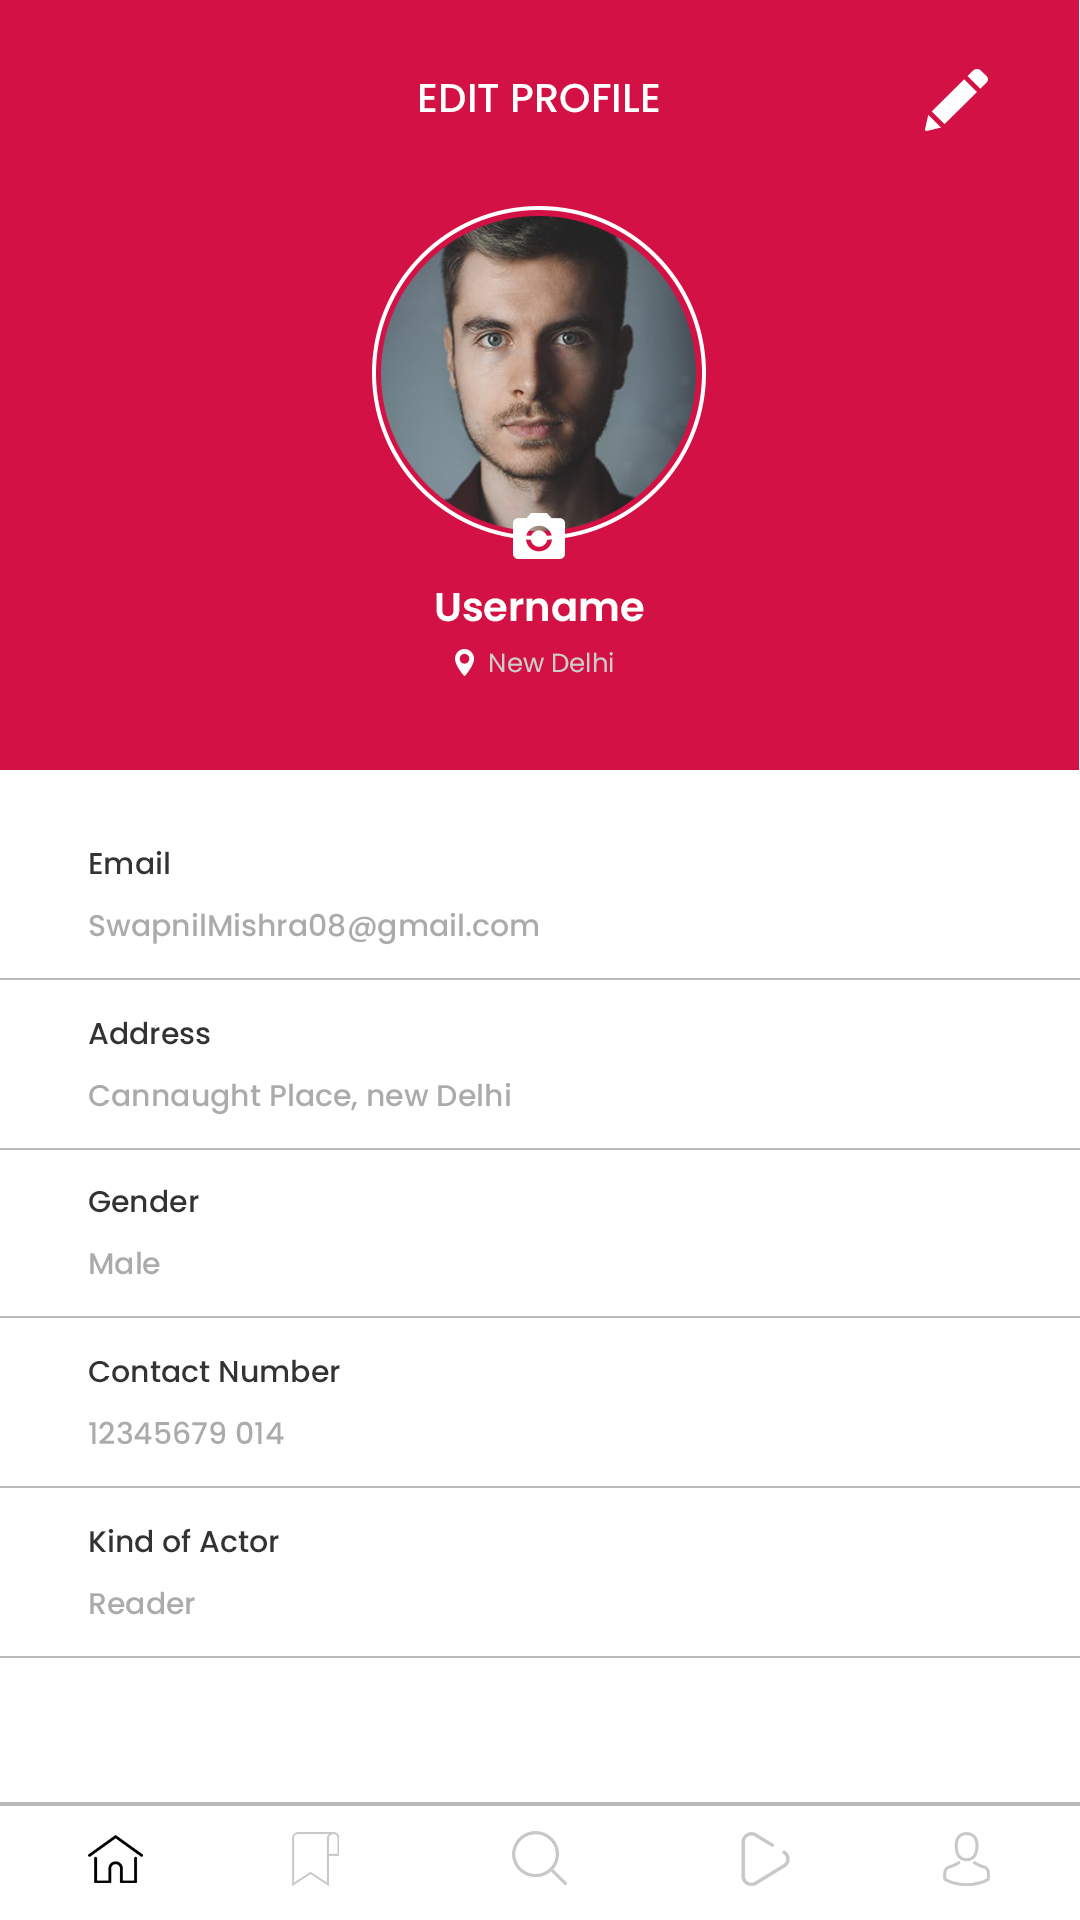 EDIT PROFILE
Username
New Delhi
Email
SwapnilMishra08@gmail.com
Address
Cannaught Place, new Delhi
Gender
Male
Contact Number
12345679 014
Kind of Actor
Reader